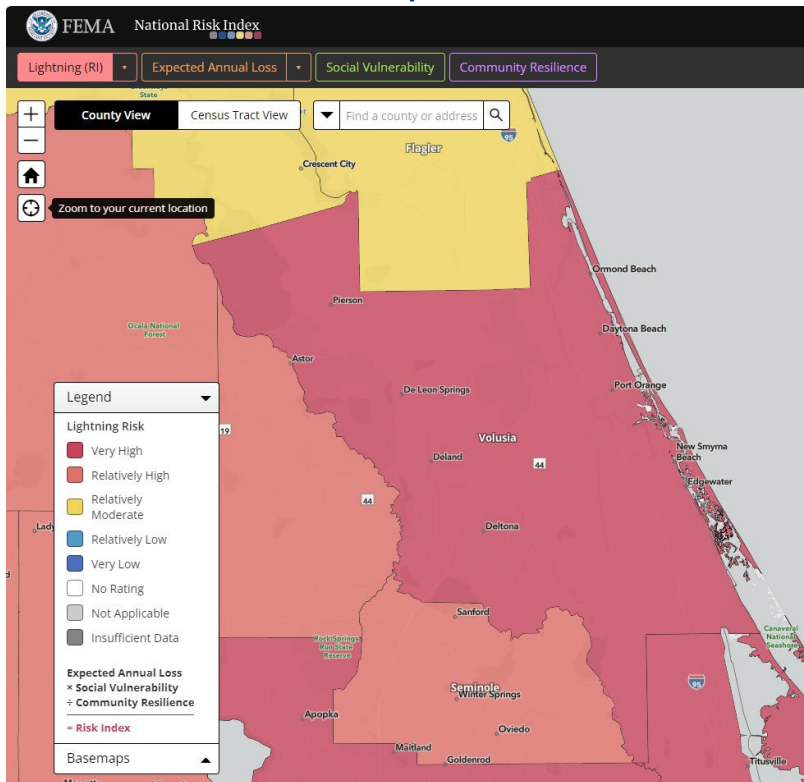 FEMA National Risk Index
Lightning (RI)
Expected Annual Loss
Social Vulnerability
Community Resilience
State
County View
Census Tract View
Find a county or address
Flagler
95
Crescent City
Zoom to your current location
Ormond Beach
Pierson
Ocala National
Forest
Daytona Beach
Astor
De Leon Springs
Port Orange
19
Volusia
New Smyrna
Beach
Deland
44
Edgewater
44
Deltona
Legend
Lightning Risk
Very High
Relatively High
Relatively
Moderate
Relatively Low
Very Low
No Rating
Not Applicable
Insufficient Data
Expected Annual Loss
× Social Vulnerability
÷ Community Resilience
= Risk Index
Basemaps
Lady
Sanford
Canaveral
National
Seashore
Rock Springs
Run State
Reserve
Seminole
Winter Springs
95
Apopka
Oviedo
Maitland
Goldenrod
Titusville